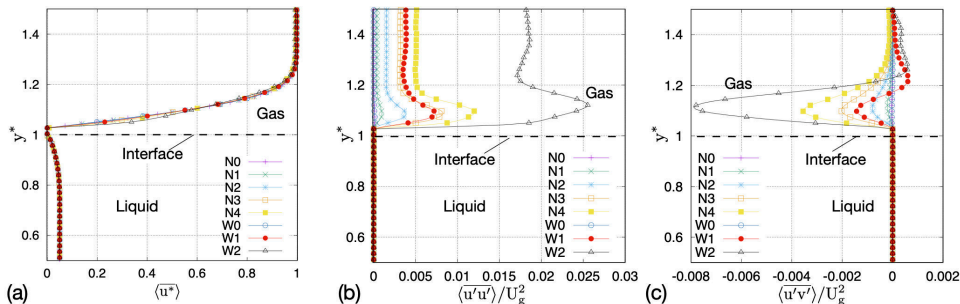 (a)
y*
1.4
1.2
1
0.8
0.6
Gas
Interface
Liquid
N0
N1
N2
N3
N4
W0
W1
W2
0 0.2 0.4 0.6 0.8 1
⟨u*⟩
(b)
y*
1.4
1.2
1
0.8
0.6
Gas
Interface
Liquid
N0
N1
N2
N3
N4
W0
W1
W2
0 0.005 0.01 0.015 0.02 0.025 0.03
⟨u'u'⟩/U_g^2
(c)
y*
1.4
1.2
1
0.8
0.6
Gas
Interface
Liquid
N0
N1
N2
N3
N4
W0
W1
W2
-0.008 -0.006 -0.004 -0.002 0 0.002
⟨u'v'⟩/U_g^2